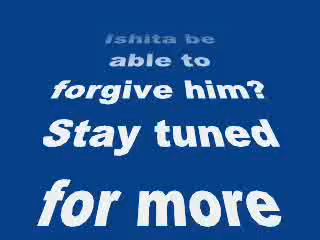 Ishita be
able to
forgive him?
Stay tuned
for more